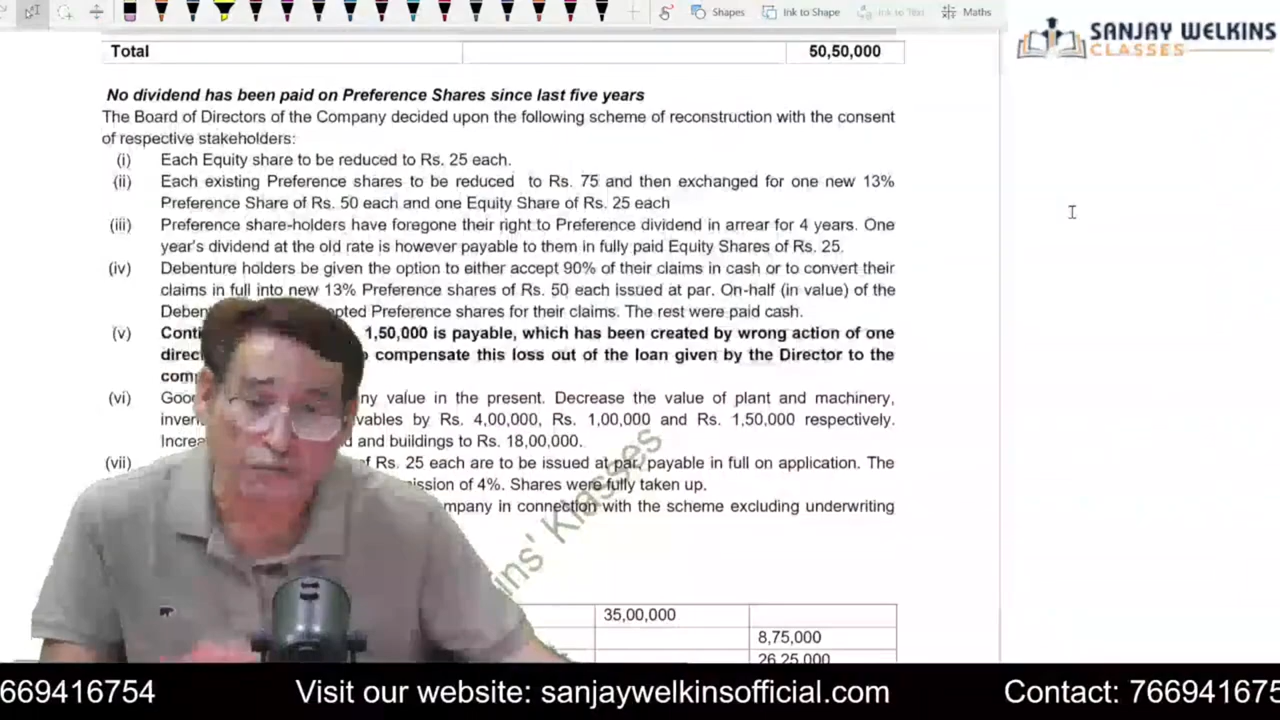 Shapes Ink to Shape Ink to Text Maths
SANJAY WELKINS
CLASSES
Total 50,50,000
No dividend has been paid on Preference Shares since last five years
The Board of Directors of the Company decided upon the following scheme of reconstruction with the consent
of respective stakeholders:
(i) Each Equity share to be reduced to Rs. 25 each.
(ii) Each existing Preference shares to be reduced to Rs. 75 and then exchanged for one new 13%
Preference Share of Rs. 50 each and one Equity Share of Rs. 25 each
(iii) Preference share-holders have foregone their right to Preference dividend in arrear for 4 years. One
year's dividend at the old rate is however payable to them in fully paid Equity Shares of Rs. 25.
(iv) Debenture holders be given the option to either accept 90% of their claims in cash or to convert their
claims in full into new 13% Preference shares of Rs. 50 each issued at par. On-half (in value) of the
Preference shares for their claims. The rest were paid cash.
(v) 1,50,000 is payable, which has been created by wrong action of one
compensate this loss out of the loan given by the Director to the
(vi) value in the present. Decrease the value of plant and machinery,
by Rs. 4,00,000, Rs. 1,00,000 and Rs. 1,50,000 respectively.
and buildings to Rs. 18,00,000.
(vii) Rs. 25 each are to be issued at par, payable in full on application. The
of 4%. Shares were fully taken up.
in connection with the scheme excluding underwriting
Klasses
35,00,000
8,75,000
26,25,000
669416754 Visit our website: sanjaywelkinsofficial.com Contact: 766941675